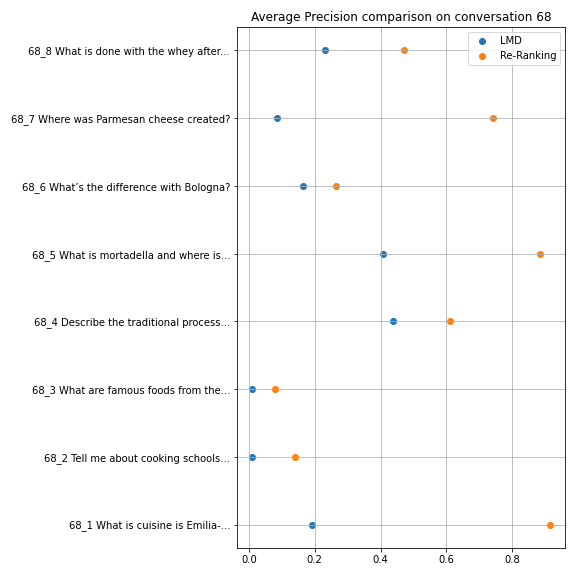 Average Precision comparison on conversation 68
LMD
Re-Ranking
68_8 What is done with the whey after...
68_7 Where was Parmesan cheese created?
68_6 What’s the difference with Bologna?
68_5 What is mortadella and where is...
68_4 Describe the traditional process...
68_3 What are famous foods from the...
68_2 Tell me about cooking schools...
68_1 What is cuisine is Emilia-...
0.0 0.2 0.4 0.6 0.8